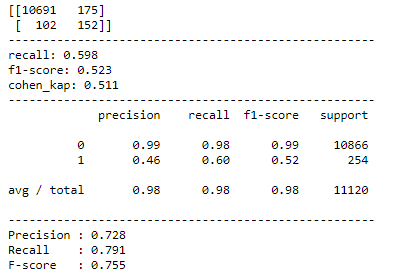 [[10691   175]
 [  102   152]]
-----------------------------------------------------
recall: 0.598
f1-score: 0.523
cohen_kap: 0.511
-----------------------------------------------------
             precision    recall  f1-score   support
          0       0.99      0.98      0.99     10866
          1       0.46      0.60      0.52       254
avg / total       0.98      0.98      0.98     11120
-----------------------------------------------------
Precision : 0.728
Recall    : 0.791
F-score   : 0.755